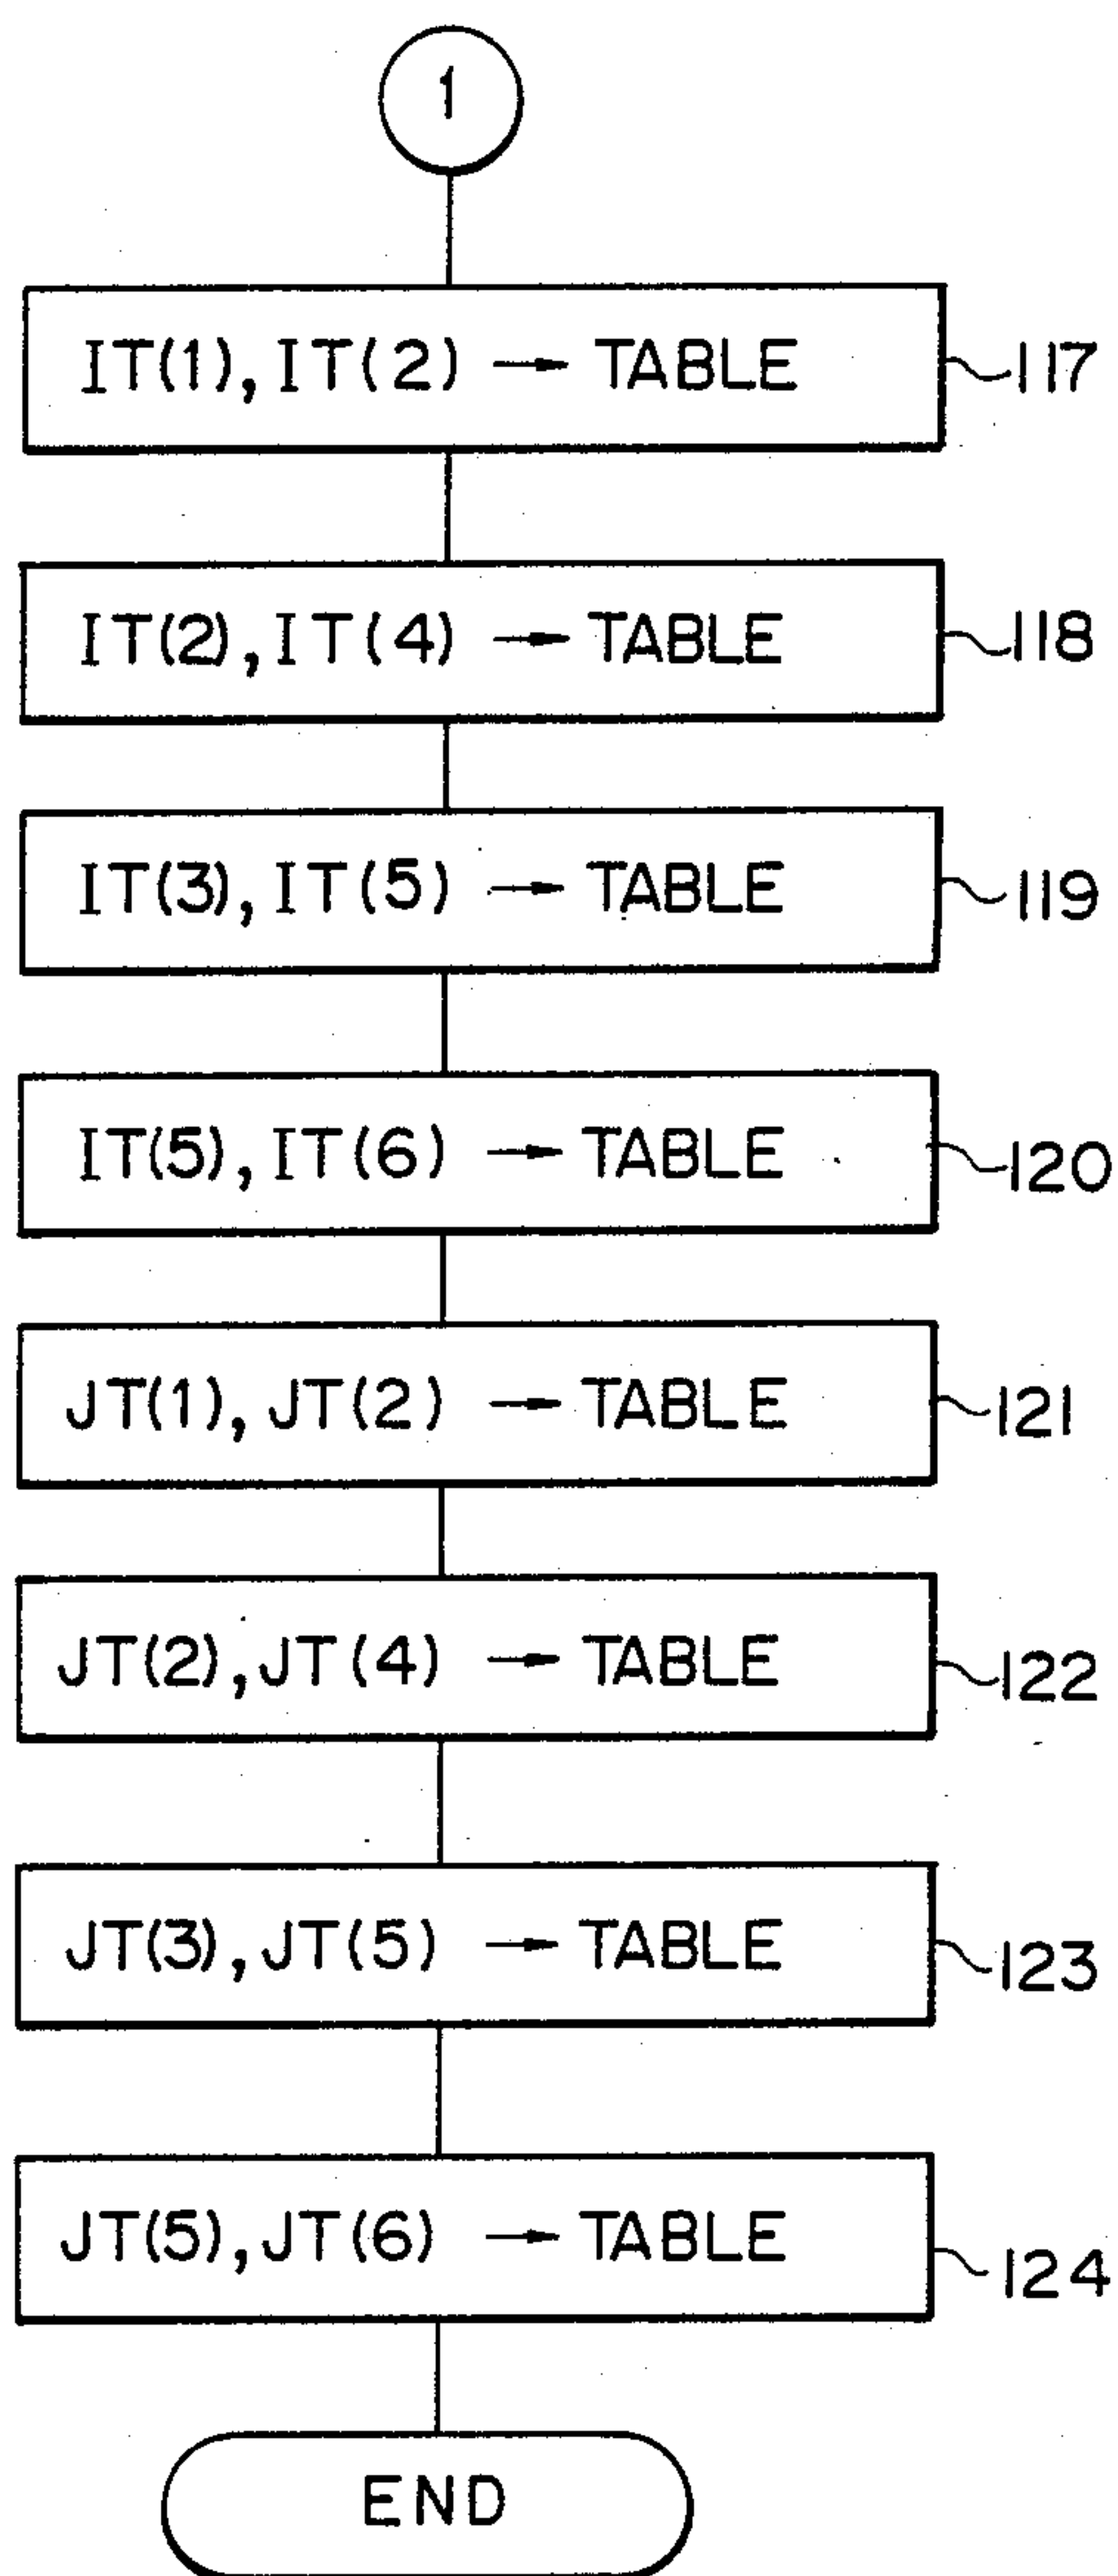 1
IT(1), IT(2) → TABLE 117
IT(2), IT(4) → TABLE 118
IT(3), IT(5) → TABLE 119
IT(5), IT(6) → TABLE 120
JT(1), JT(2) → TABLE 121
JT(2), JT(4) → TABLE 122
JT(3), JT(5) → TABLE 123
JT(5), JT(6) → TABLE 124
END